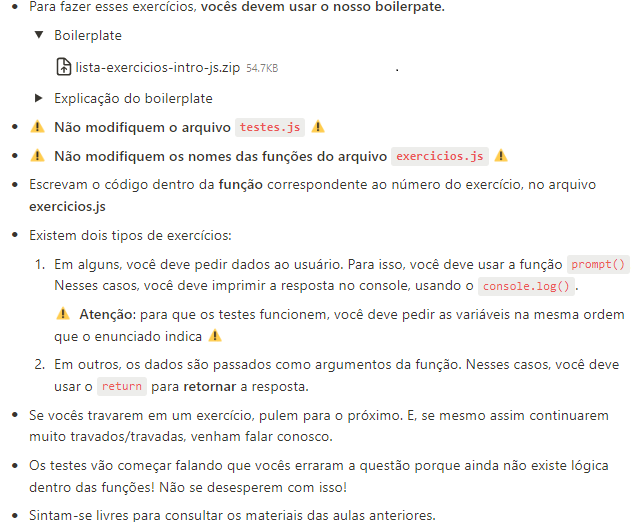 Para fazer esses exercícios, vocês devem usar o nosso boilerpate.
Boilerplate
lista-exercicios-intro-js.zip 54.7KB .
Explicação do boilerplate
⚠️ Não modifiquem o arquivo testes.js ⚠️
⚠️ Não modifiquem os nomes das funções do arquivo exercicios.js ⚠️
Escrevam o código dentro da função correspondente ao número do exercício, no arquivo
exercicios.js
Existem dois tipos de exercícios:
1. Em alguns, você deve pedir dados ao usuário. Para isso, você deve usar a função prompt()
Nesses casos, você deve imprimir a resposta no console, usando o console.log().
⚠️ Atenção: para que os testes funcionem, você deve pedir as variáveis na mesma ordem
que o enunciado indica ⚠️
2. Em outros, os dados são passados como argumentos da função. Nesses casos, você deve
usar o return para retornar a resposta.
Se vocês travarem em um exercício, pulem para o próximo. E, se mesmo assim continuarem
muito travados/travadas, venham falar conosco.
Os testes vão começar falando que vocês erraram a questão porque ainda não existe lógica
dentro das funções! Não se desesperem com isso!
Sintam-se livres para consultar os materiais das aulas anteriores.